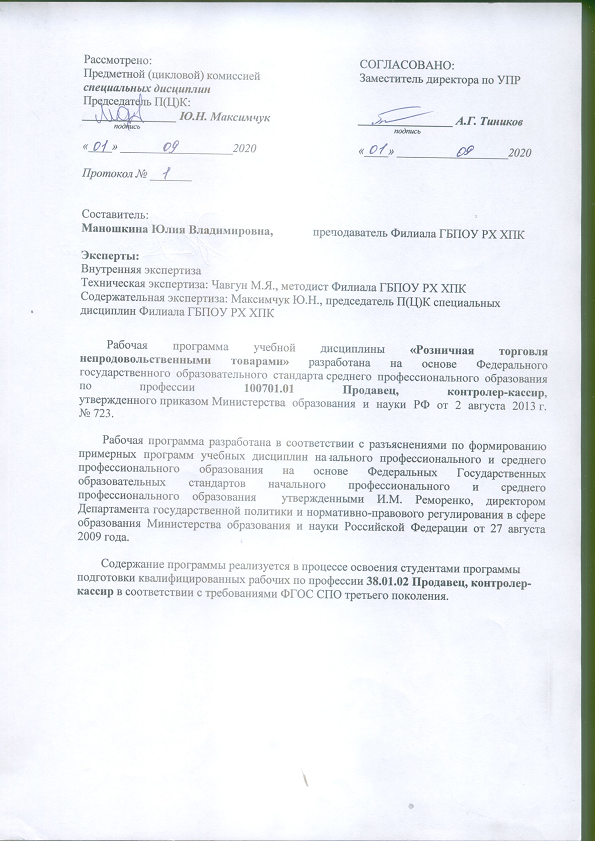 Рассмотрено:
Предметной (цикловой) комиссией
специальных дисциплин
Председатель П(Ц)К:
________________ Ю.Н. Максимчук
подпись
«01» 09 2020
Протокол № 1
СОГЛАСОВАНО:
Заместитель директора по УПР
________________ А.Г. Тиников
подпись
«01» 09 2020
Составитель:
Маношкина Юлия Владимировна, преподаватель Филиала ГБПОУ РХ ХПК
Эксперты:
Внутренняя экспертиза
Техническая экспертиза: Чавгун М.Я., методист Филиала ГБПОУ РХ ХПК
Содержательная экспертиза: Максимчук Ю.Н., председатель П(Ц)К специальных
дисциплин Филиала ГБПОУ РХ ХПК
Рабочая программа учебной дисциплины «Розничная торговля
непродовольственными товарами» разработана на основе Федерального
государственного образовательного стандарта среднего профессионального образования
по профессии 100701.01 Продавец, контролер-кассир,
утвержденного приказом Министерства образования и науки РФ от 2 августа 2013 г.
№ 723.
Рабочая программа разработана в соответствии с разъяснениями по формированию
примерных программ учебных дисциплин начального профессионального и среднего
профессионального образования на основе Федеральных Государственных
образовательных стандартов начального профессионального и среднего
профессионального образования утвержденными И.М. Реморенко, директором
Департамента государственной политики и нормативно-правового регулирования в сфере
образования Министерства образования и науки Российской Федерации от 27 августа
2009 года.
Содержание программы реализуется в процессе освоения студентами программы
подготовки квалифицированных рабочих по профессии 38.01.02 Продавец, контролер-
кассир в соответствии с требованиями ФГОС СПО третьего поколения.